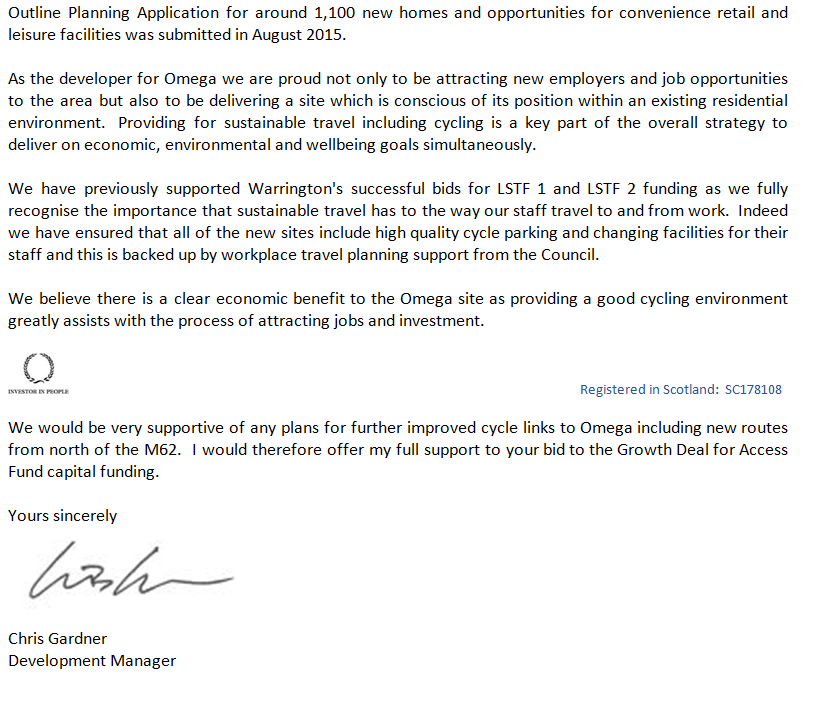 Outline Planning Application for around 1,100 new homes and opportunities for convenience retail and
leisure facilities was submitted in August 2015.
As the developer for Omega we are proud not only to be attracting new employers and job opportunities
to the area but also to be delivering a site which is conscious of its position within an existing residential
environment. Providing for sustainable travel including cycling is a key part of the overall strategy to
deliver on economic, environmental and wellbeing goals simultaneously.
We have previously supported Warrington's successful bids for LSTF 1 and LSTF 2 funding as we fully
recognise the importance that sustainable travel has to the way our staff travel to and from work. Indeed
we have ensured that all of the new sites include high quality cycle parking and changing facilities for their
staff and this is backed up by workplace travel planning support from the Council.
We believe there is a clear economic benefit to the Omega site as providing a good cycling environment
greatly assists with the process of attracting jobs and investment.
INVESTOR IN PEOPLE
Registered in Scotland: SC178108
We would be very supportive of any plans for further improved cycle links to Omega including new routes
from north of the M62. I would therefore offer my full support to your bid to the Growth Deal for Access
Fund capital funding.
Yours sincerely
Chris Gardner
Development Manager